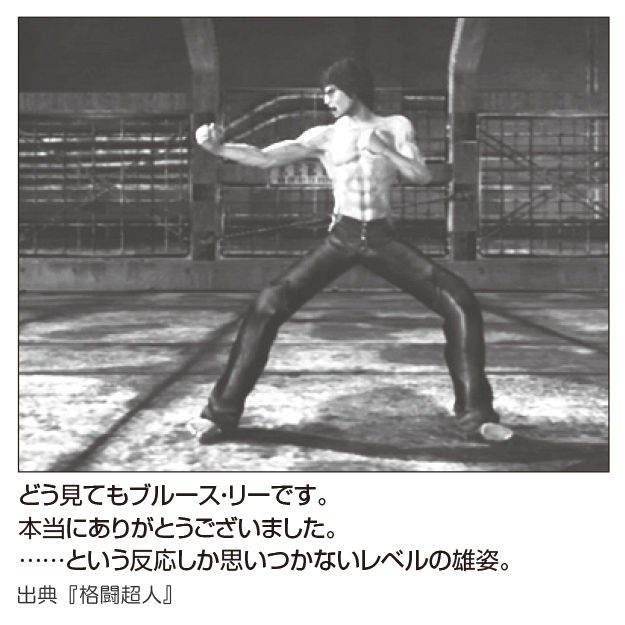 どう見てもブルース・リーです。
本当にありがとうございました。
……という反応しか思いつかないレベルの雄姿。
出典『格闘超人』